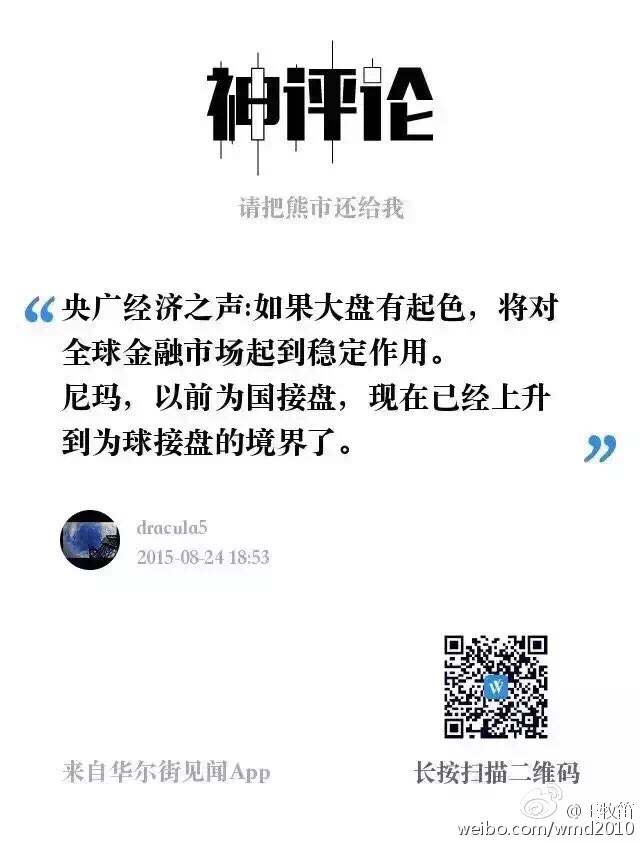 神评论
请把熊市还给我
“央广经济之声:如果大盘有起色，将对
全球金融市场起到稳定作用。
尼玛，以前为国接盘，现在已经上升
到为球接盘的境界了。”
dracula5
2015-08-24 18:53
W
来自华尔街见闻App
长按扫描二维码
@王牧笛
weibo.com/wmd2010